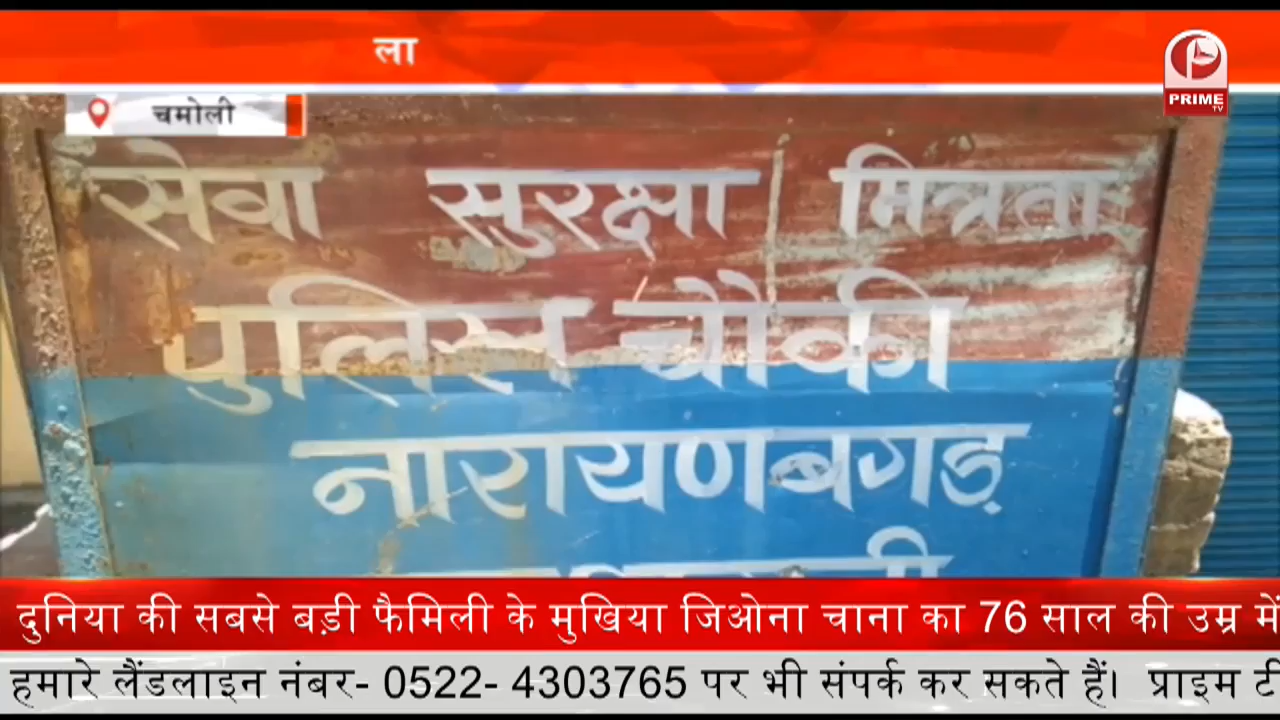 ला
PRIME
TV
चमोली
सेवा सुरक्षा मित्रता
पुलिस चौकी
नारायणबगड़
दुनिया की सबसे बड़ी फैमिली के मुखिया जिओना चाना का 76 साल की उम्र में
हमारे लैंडलाइन नंबर- 0522- 4303765 पर भी संपर्क कर सकते हैं। प्राइम टी